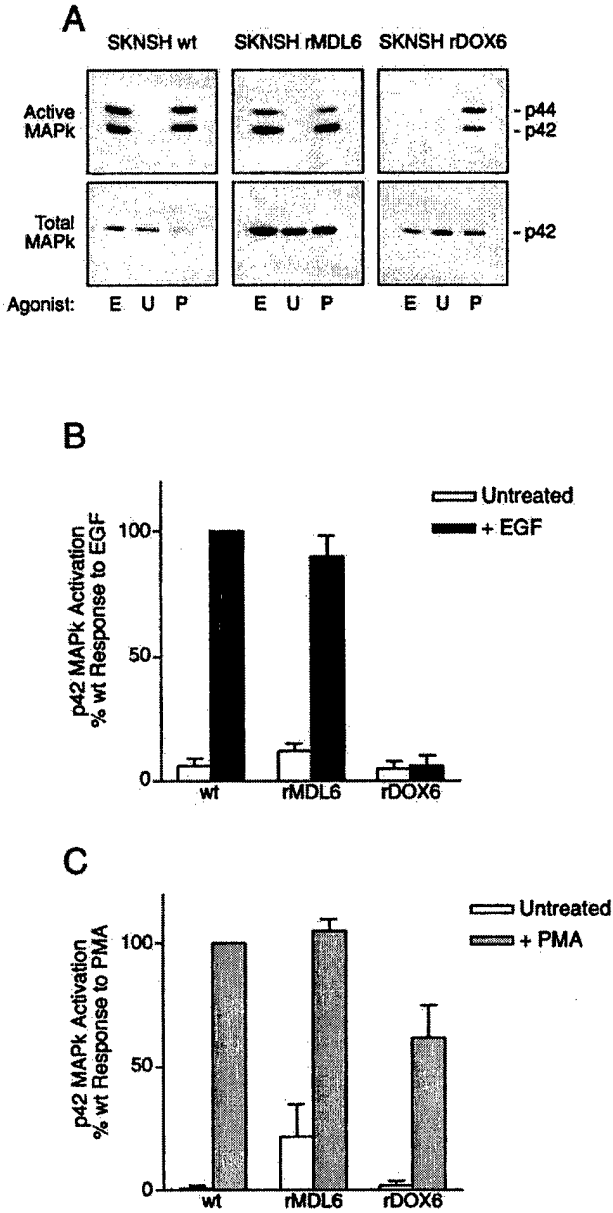 A
SKNSH wt SKNSH rMDL6 SKNSH rDOX6
Active
MAPk
- p44
- p42
Total
MAPk
- p42
Agonist: E U P E U P E U P
B
p42 MAPk Activation
% wt Response to EGF
Untreated
+ EGF
100
50
0
wt rMDL6 rDOX6
C
p42 MAPk Activation
% wt Response to PMA
Untreated
+ PMA
100
50
0
wt rMDL6 rDOX6